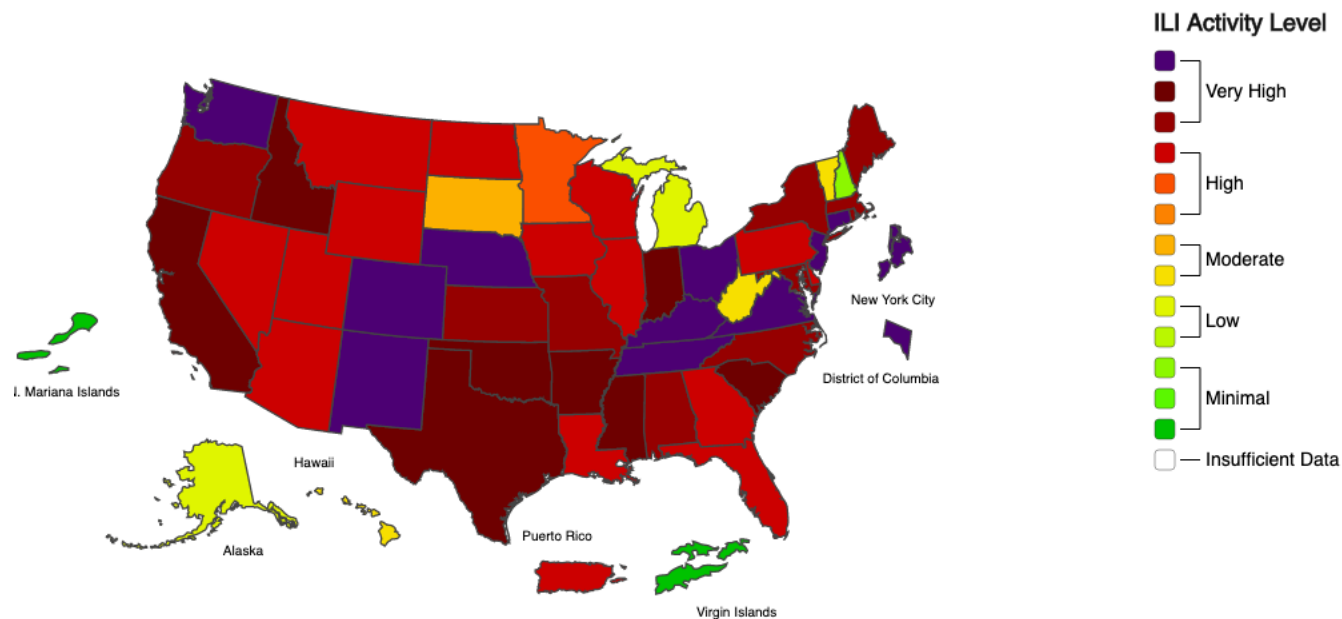 ILI Activity Level
Very High
High
Moderate
Low
Minimal
Insufficient Data
New York City
District of Columbia
. Mariana Islands
Hawaii
Alaska
Puerto Rico
Virgin Islands